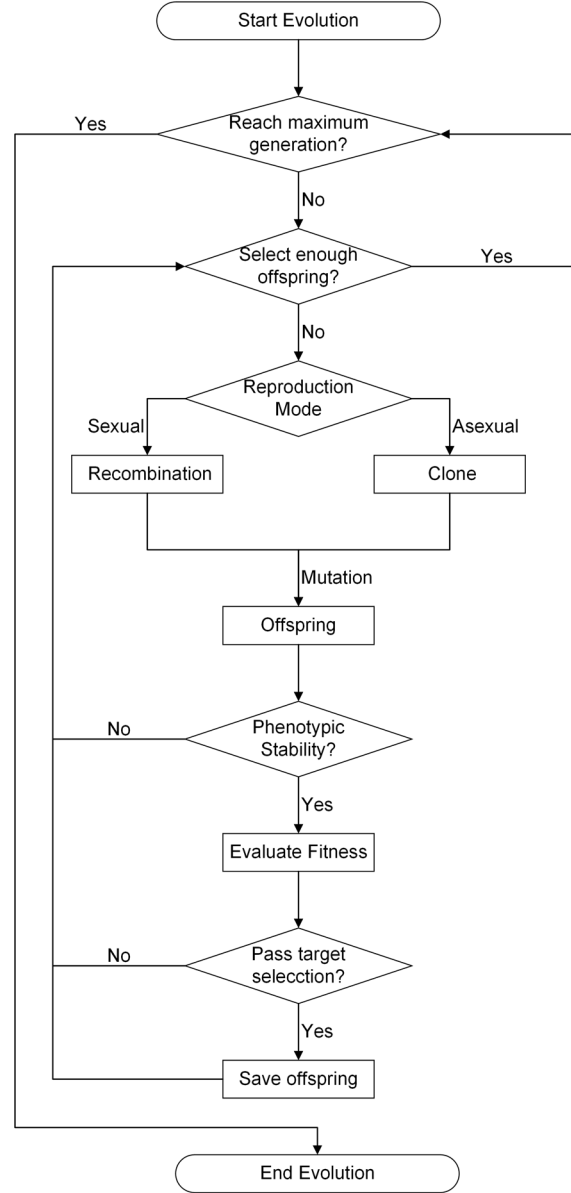 Start Evolution
Yes
Reach maximum
generation?
No
Select enough
offspring?
Yes
No
Reproduction
Mode
Sexual
Asexual
Recombination
Clone
Mutation
Offspring
No
Phenotypic
Stability?
Yes
Evaluate Fitness
No
Pass target
selecction?
Yes
Save offspring
End Evolution